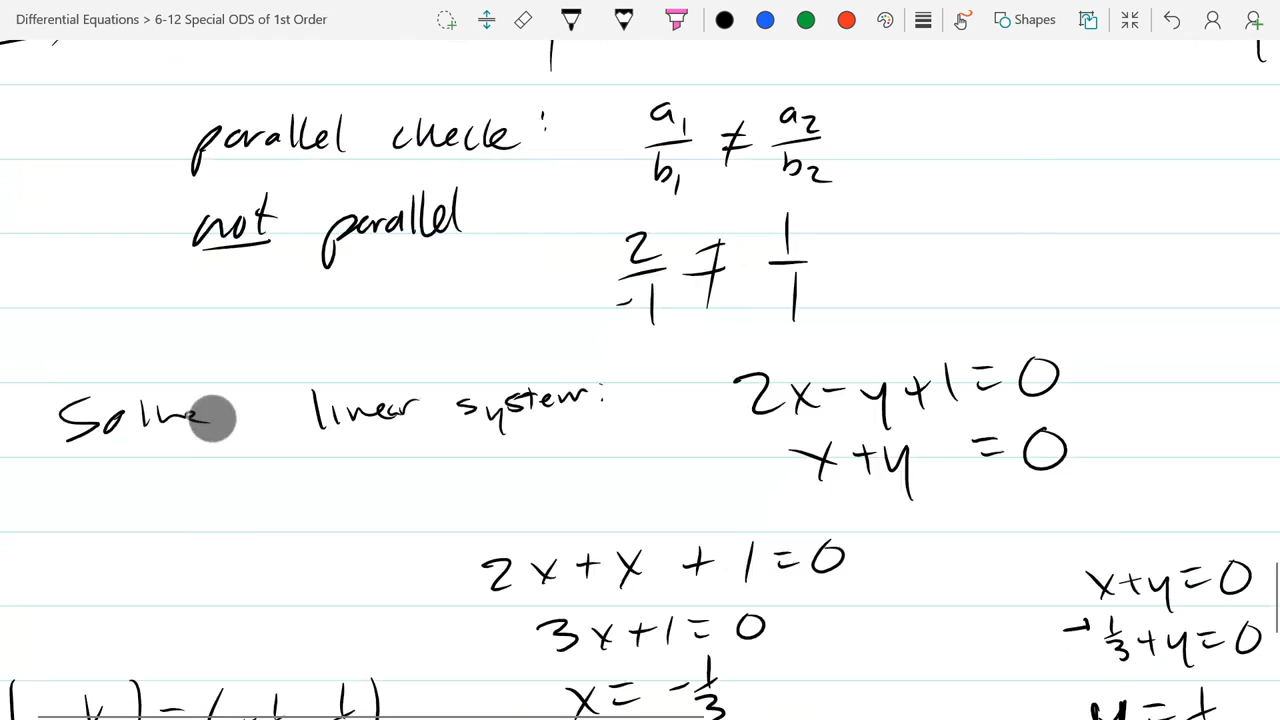 Differential Equations > 6-12 Special ODS of 1st Order
Shapes
parallel check: a₁/b₁ ≠ a₂/b₂
not parallel 2/-1 ≠ 1/1
Solve linear system: 2x - y + 1 = 0
x + y = 0
2x + x + 1 = 0
3x + 1 = 0
x = -1/3
x + y = 0
-1/3 + y = 0